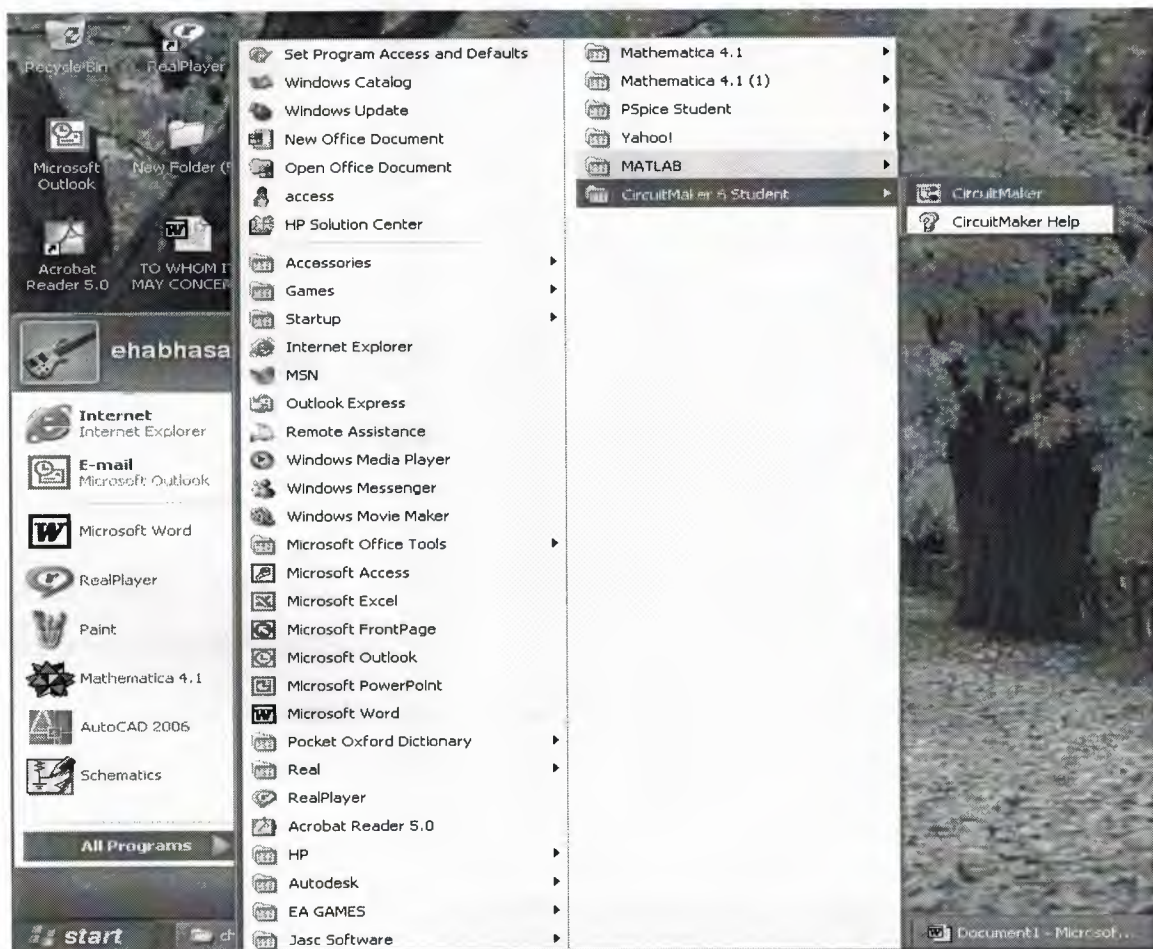 Recycle Bin
RealPlayer
Microsoft
Outlook
New Folder (5
Acrobat
Reader 5.0
TO WHOM IT
MAY CONCER
ehabhasa
Internet
Internet Explorer
E-mail
Microsoft Outlook
Microsoft Word
RealPlayer
Paint
Mathematica 4.1
AutoCAD 2006
Schematics
All Programs
start
ch
Set Program Access and Defaults
Windows Catalog
Windows Update
New Office Document
Open Office Document
access
HP Solution Center
Accessories
Games
Startup
Internet Explorer
MSN
Outlook Express
Remote Assistance
Windows Media Player
Windows Messenger
Windows Movie Maker
Microsoft Office Tools
Microsoft Access
Microsoft Excel
Microsoft FrontPage
Microsoft Outlook
Microsoft PowerPoint
Microsoft Word
Pocket Oxford Dictionary
Real
RealPlayer
Acrobat Reader 5.0
HP
Autodesk
EA GAMES
Jasc Software
Mathematica 4.1
Mathematica 4.1 (1)
PSpice Student
Yahoo!
MATLAB
CircuitMaker 6 Student
CircuitMaker
CircuitMaker Help
Document1 - Microsof...